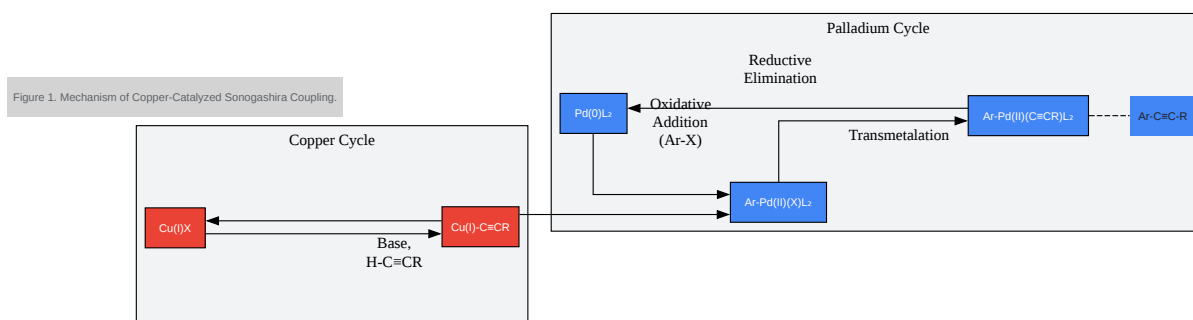 Palladium Cycle
Reductive
Elimination
Figure 1. Mechanism of Copper-Catalyzed Sonogashira Coupling.
Pd(0)L₂
Oxidative
Addition
(Ar-X)
Ar-Pd(II)(C≡CR)L₂
Ar-C≡C-R
Transmetalation
Copper Cycle
Ar-Pd(II)(X)L₂
Cu(I)X
Cu(I)-C≡CR
Base,
H-C≡CR